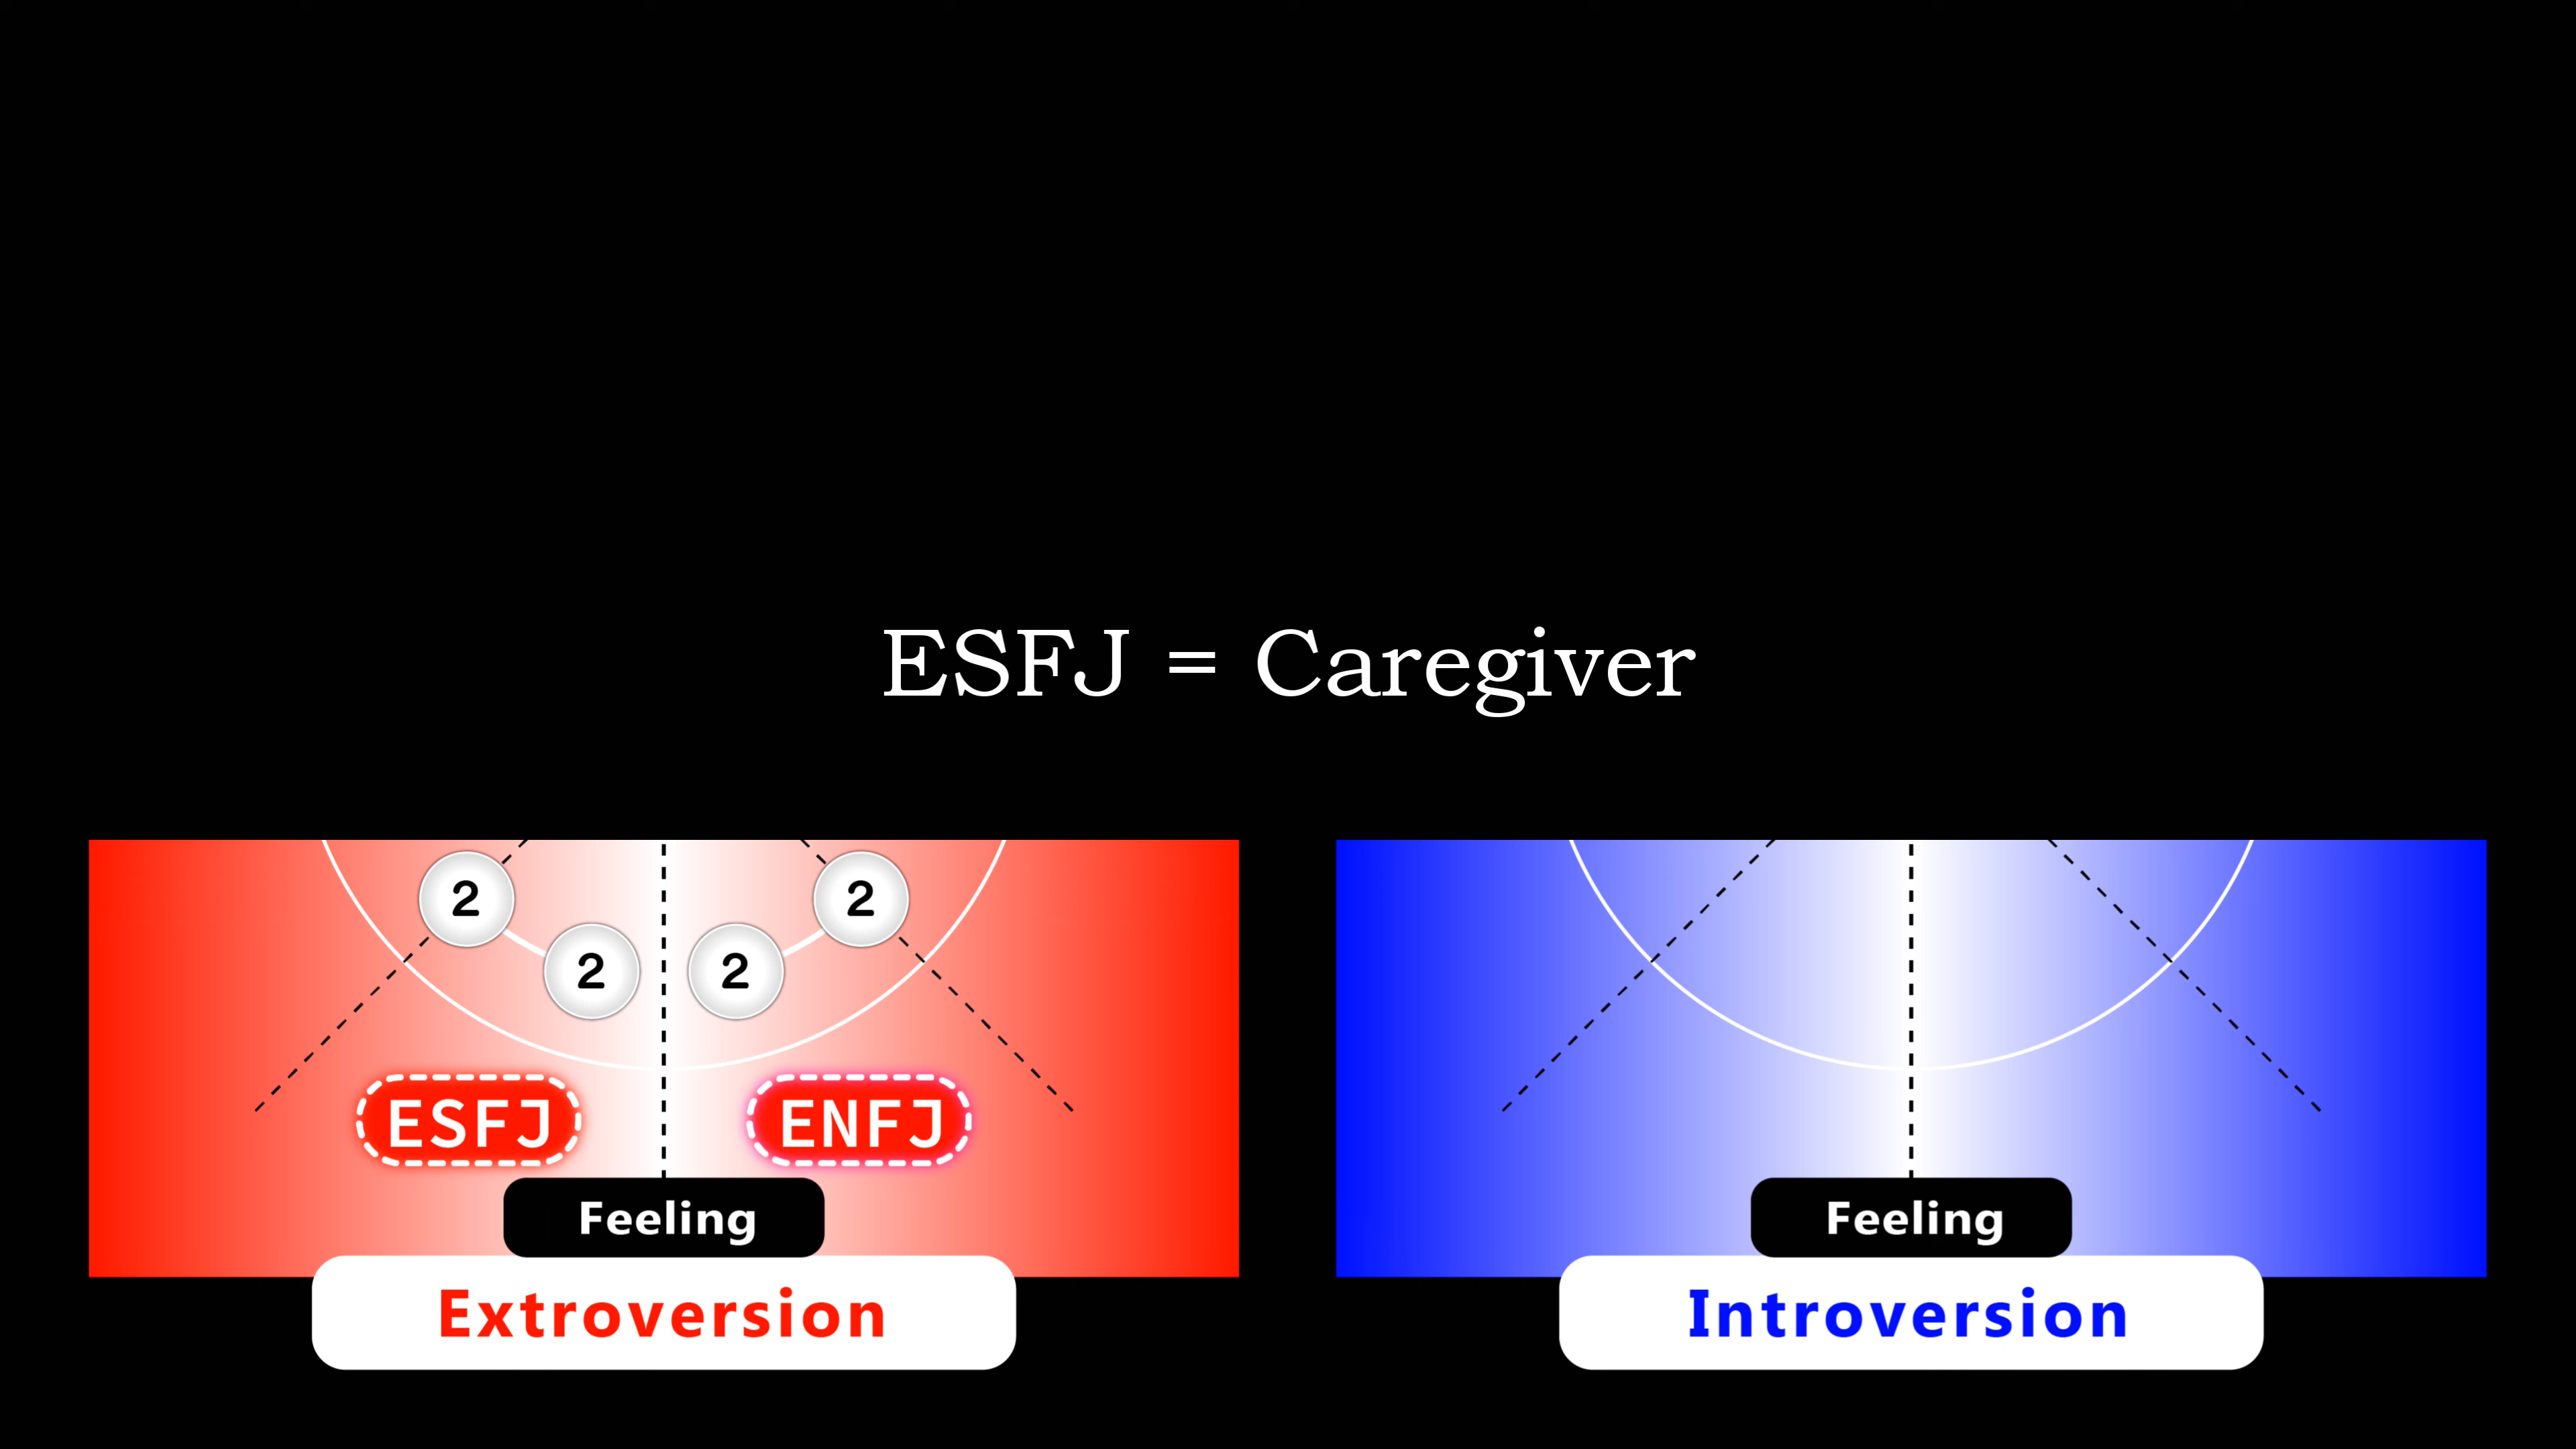 ESFJ = Caregiver
2 2
2 2
ESFJ ENFJ
Feeling Feeling
Extroversion Introversion